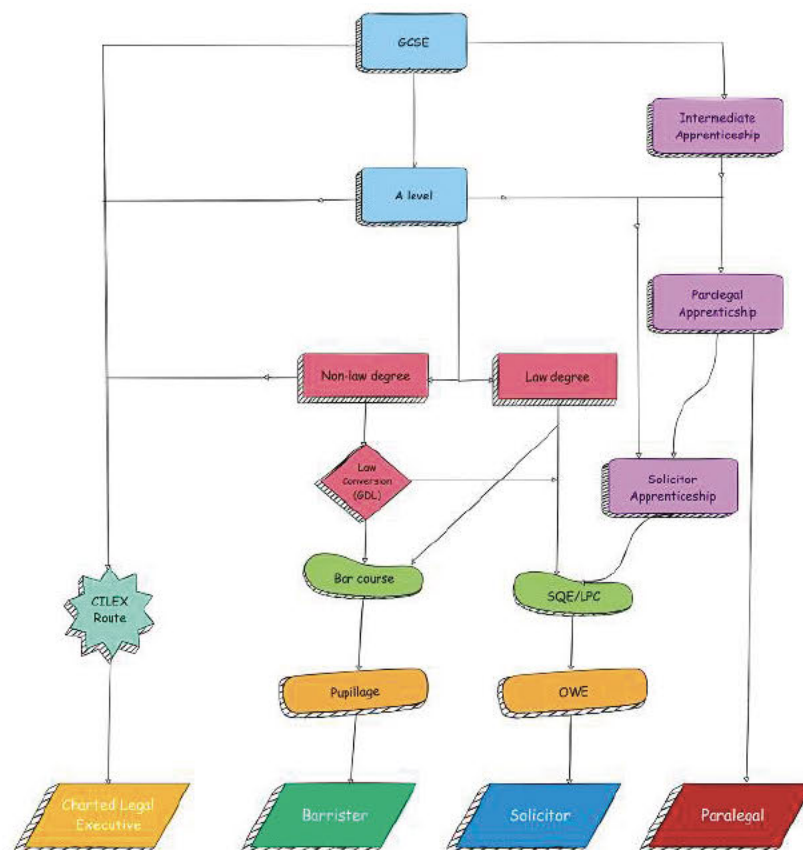 GCSE
Intermediate
Apprenticeship
A level
Paralegal
Apprenticship
Non-law degree
Law degree
Law
Conversion
(GDL)
Solicitor
Apprenticeship
Bar course
SQE/LPC
CILEX
Route
Pupillage
OWE
Charted Legal
Executive
Barrister
Solicitor
Paralegal